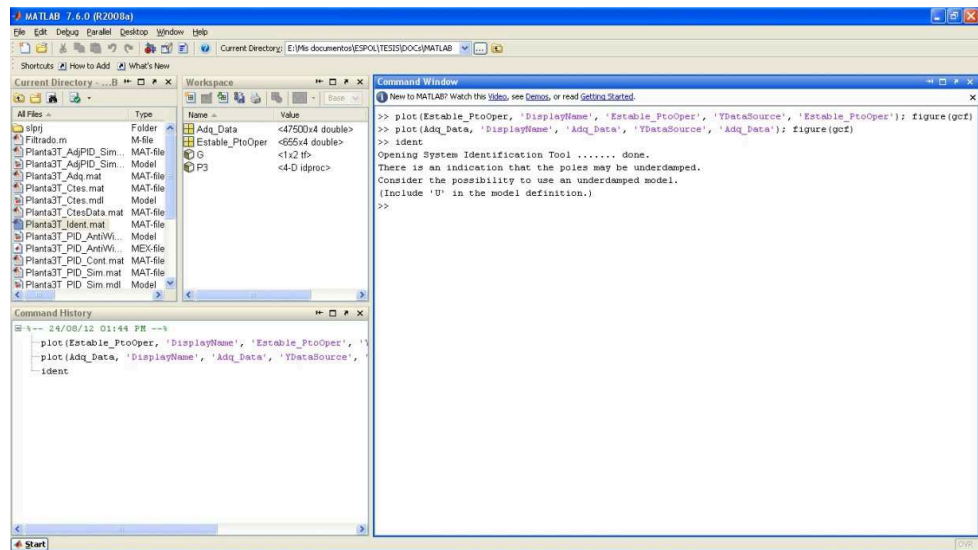 MATLAB 7.6.0 (R2008a)
File Edit Debug Parallel Desktop Window Help
Current Directory: E:\Mis documentos\ESPOL\TESIS\DOCs\MATLAB
Shortcuts How to Add What's New
Current Directory - ...B
All Files Type
slprj Folder
Filtrado.m M-file
Planta3T_AdjPID_Sim... MAT-file
Planta3T_AdjPID_Sim... Model
Planta3T_Adq.mat MAT-file
Planta3T_Ctes.mat MAT-file
Planta3T_Ctes.mdl Model
Planta3T_CtesData.mat MAT-file
Planta3T_Ident.mat MAT-file
Planta3T_PID_AntiWi... Model
Planta3T_PID_AntiWi... MEX-file
Planta3T_PID_Cont.mat MAT-file
Planta3T_PID_Sim.mat MAT-file
Planta3T_PID_Sim.mdl Model
Workspace
Base
Name Value
Adq_Data <47500x4 double>
Estable_PtoOper <655x4 double>
G <1x2 tf>
P3 <4-D idproc>
Command History
%-- 24/08/12 01:44 PM --%
plot(Estable_PtoOper, 'DisplayName', 'Estable_PtoOper', 'Y
plot(Adq_Data, 'DisplayName', 'Adq_Data', 'YDataSource', '
ident
Command Window
New to MATLAB? Watch this Video, see Demos, or read Getting Started.
>> plot(Estable_PtoOper, 'DisplayName', 'Estable_PtoOper', 'YDataSource', 'Estable_PtoOper'); figure(gcf)
>> plot(Adq_Data, 'DisplayName', 'Adq_Data', 'YDataSource', 'Adq_Data'); figure(gcf)
>> ident
Opening System Identification Tool ....... done.
There is an indication that the poles may be underdamped.
Consider the possibility to use an underdamped model.
(Include 'U' in the model definition.)
>>
Start
OVR